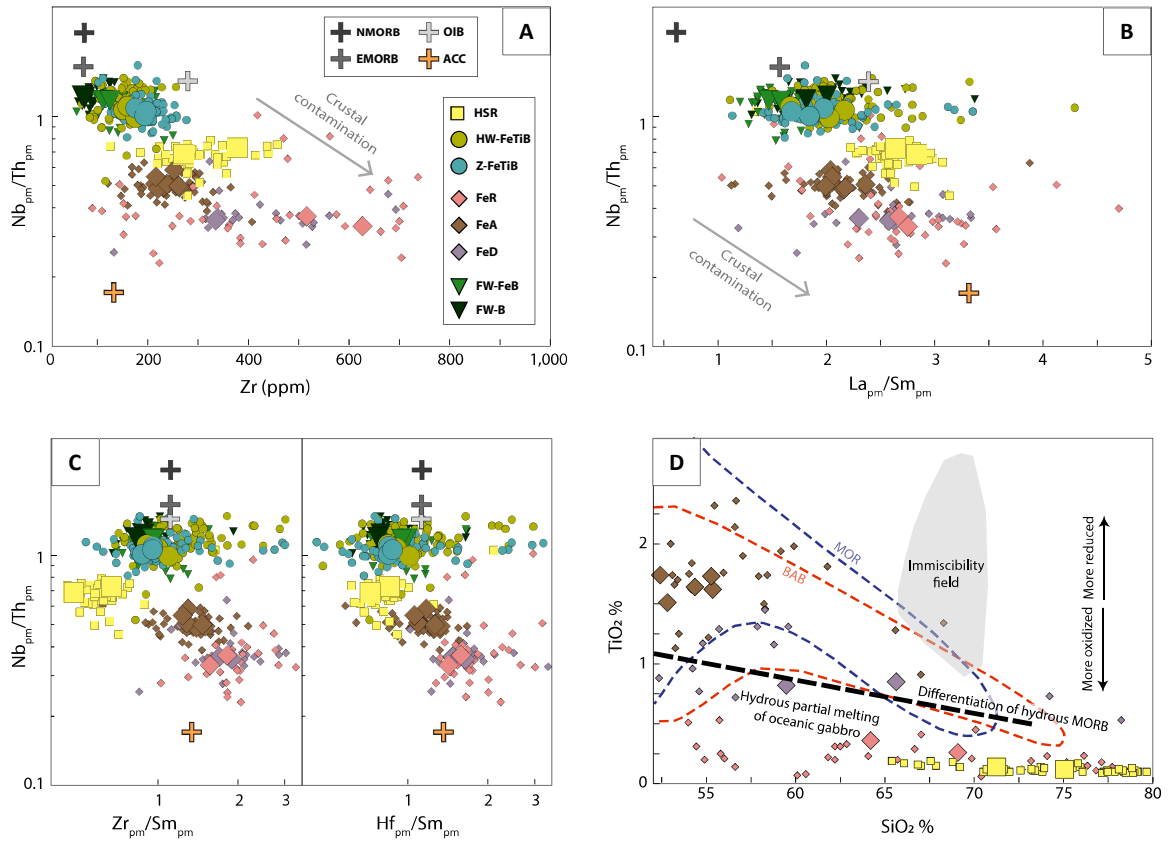 A
NMORB
OIB
EMORB
ACC
Crustal
contamination
HSR
HW-FeTiB
Z-FeTiB
FeR
FeA
FeD
FW-FeB
FW-B
1
0.1
Nbpm/Thpm
0
200
400
600
800
1,000
Zr (ppm)
B
Crustal
contamination
1
0.1
Nbpm/Thpm
1
2
3
4
5
Lapm/Smpm
C
1
0.1
Nbpm/Thpm
1
2
3
Zrpm/Smpm
1
2
3
Hfpm/Smpm
D
MOR
BAB
Immiscibility
field
More reduced
More oxidized
Differentiation of hydrous MORB
Hydrous partial melting
of oceanic gabbro
2
1
0
TiO₂ %
55
65
65
70
75
80
SiO₂ %